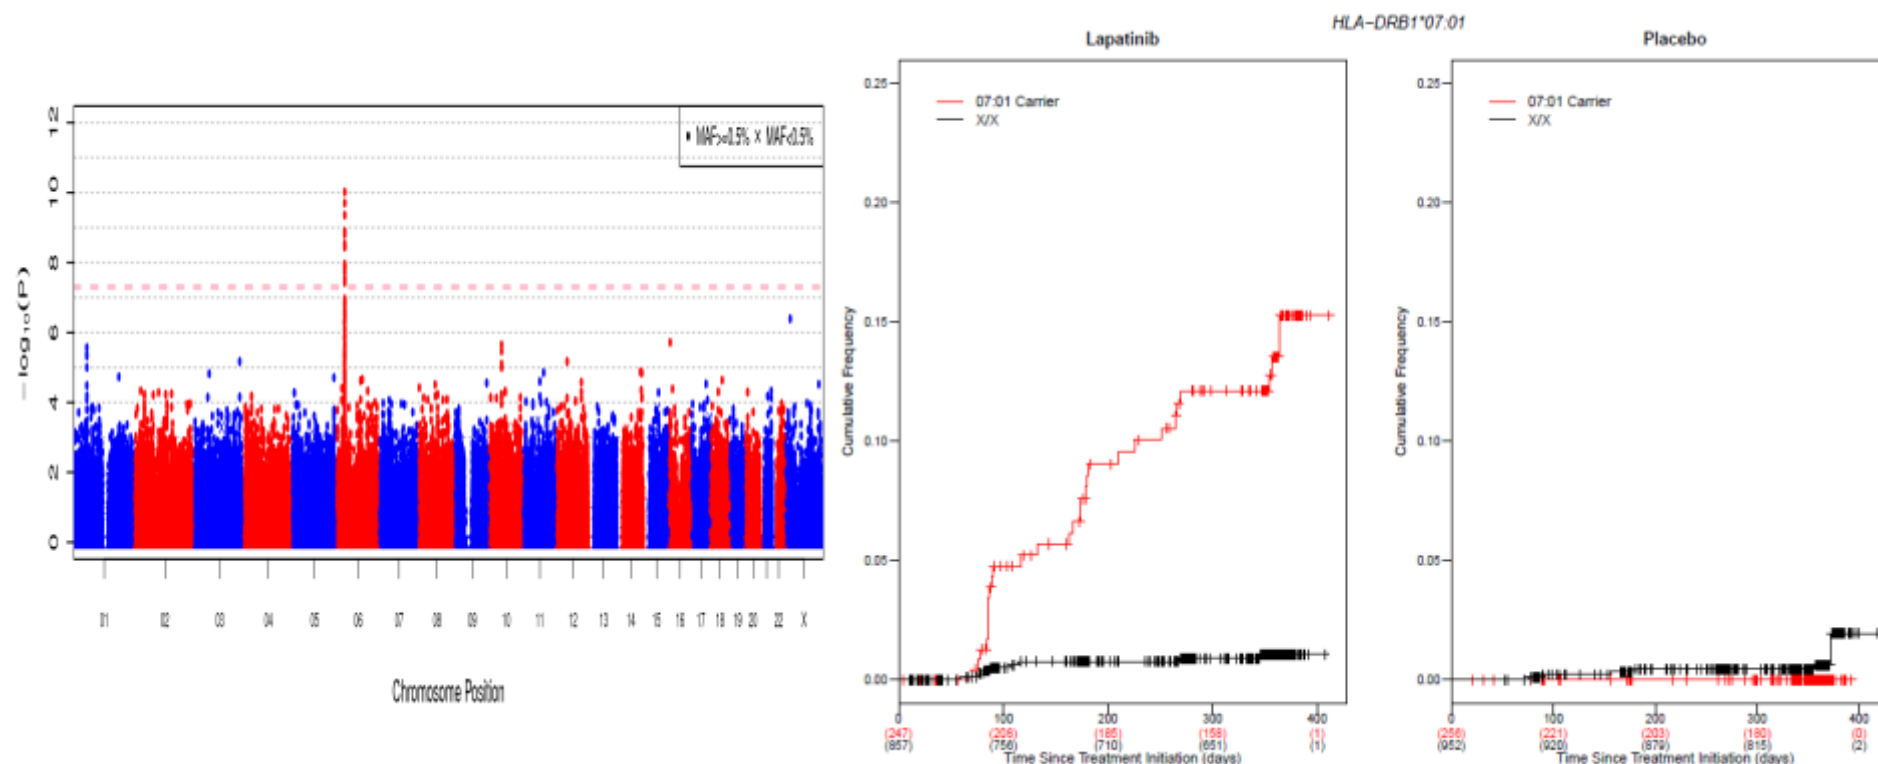 HLA-DRB1*07:01
Lapatinib
Placebo
MAF>=0.5% × MAF<0.5%
12
10
8
6
4
2
0
-log10(P)
01 02 03 04 05 06 07 08 09 10 11 12 13 14 15 16 17 18 19 20 22 X
Chromosome Position
07:01 Carrier
X/X
0.25
0.20
0.15
0.10
0.05
0.00
Cumulative Frequency
0 100 200 300 400
(247) (208) (185) (158) (1)
(857) (756) (710) (651) (1)
Time Since Treatment Initiation (days)
07:01 Carrier
X/X
0.25
0.20
0.15
0.10
0.05
0.00
Cumulative Frequency
0 100 200 300 400
(256) (221) (203) (180) (0)
(952) (920) (879) (815) (2)
Time Since Treatment Initiation (days)